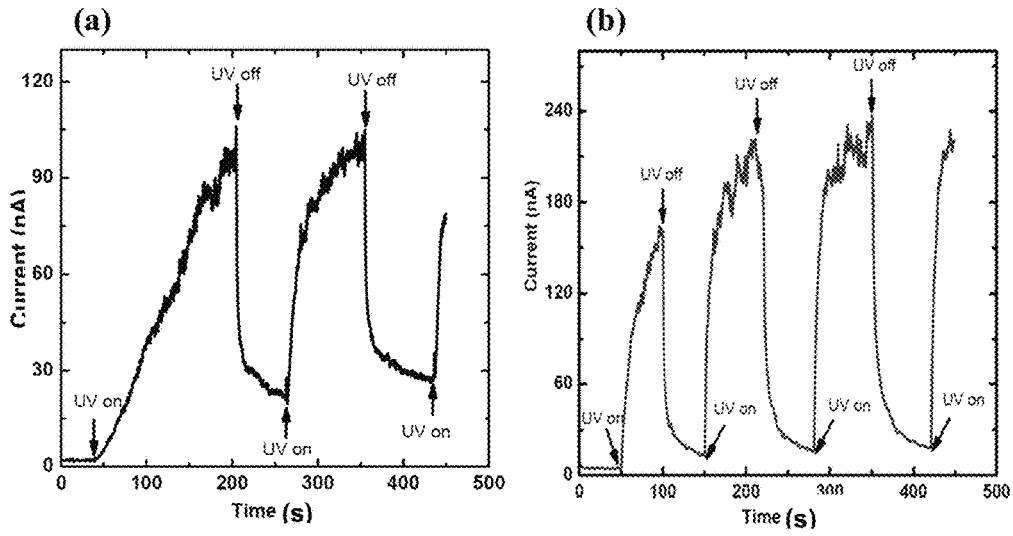 (a)
120
90
60
30
0
Current (nA)
UV off
UV off
UV on
UV on
UV on
0 100 200 300 400 500
Time (s)
(b)
240
180
120
60
0
Current (nA)
UV off
UV off
UV off
UV on
UV on
UV on
UV on
0 100 200 300 400 500
Time (s)